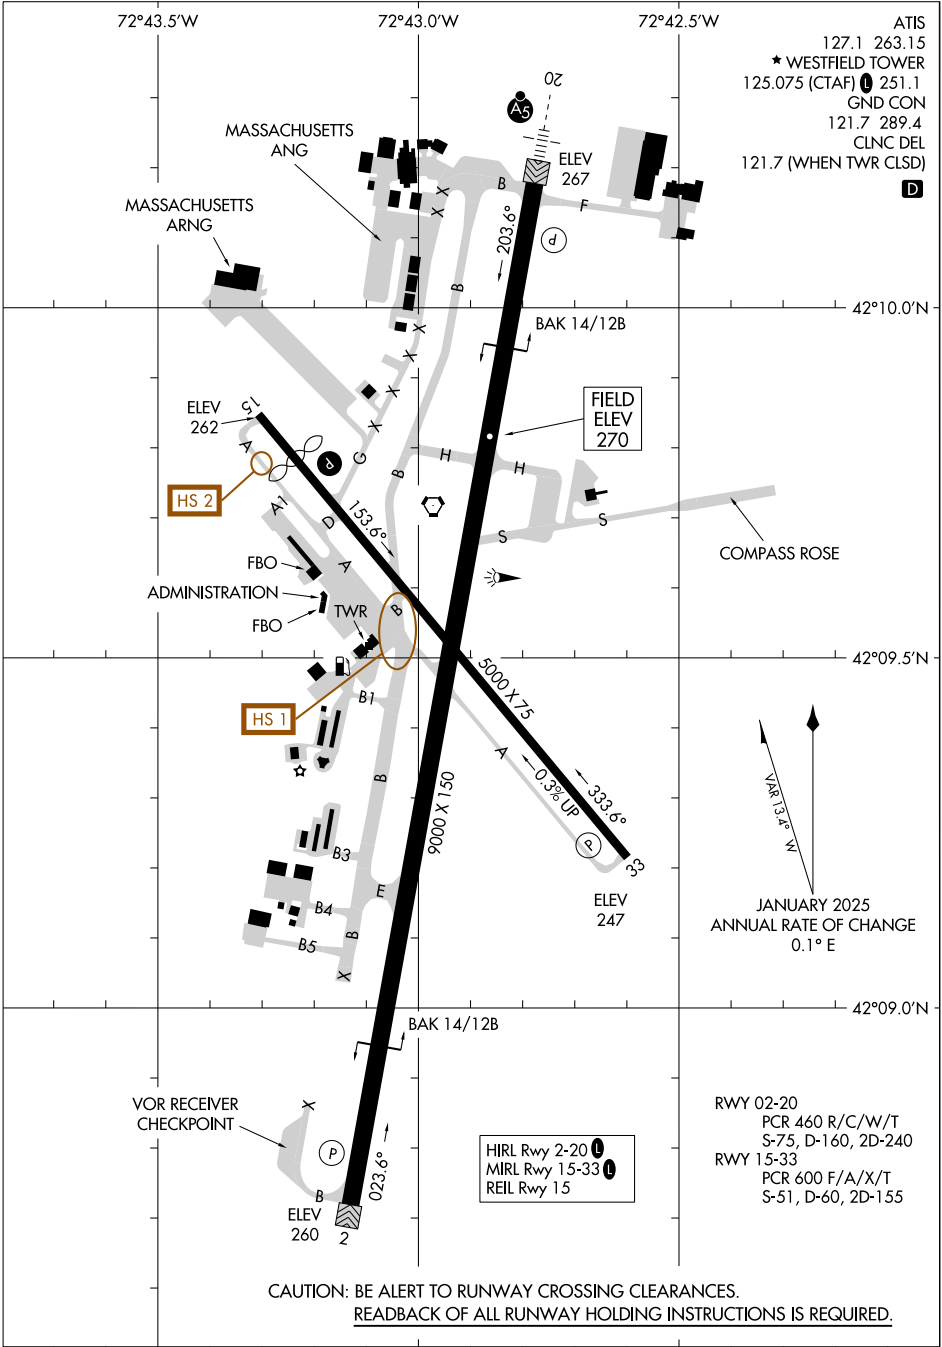 72°43.5'W
72°43.0'W
72°42.5'W
ATIS
127.1 263.15
★ WESTFIELD TOWER
125.075 (CTAF) L 251.1
GND CON
121.7 289.4
CLNC DEL
121.7 (WHEN TWR CLSD)
D
20
A5
MASSACHUSETTS
ANG
ELEV
267
B
F
X
X
MASSACHUSETTS
ARNG
203.6°
P
B
42°10.0'N
BAK 14/12B
X
X
X
X
FIELD
ELEV
270
15
ELEV
262
A
P
G
H
H
B
HS 2
A1
D
153.6°
S
S
COMPASS ROSE
FBO
A
ADMINISTRATION
FBO
TWR
B
42°09.5'N
HS 1
B1
5000 X 75
A
B
0.3% UP
333.6°
9000 X 150
P
33
ELEV
247
VAR 13.4° W
JANUARY 2025
ANNUAL RATE OF CHANGE
0.1° E
B3
E
B4
B
B5
X
42°09.0'N
BAK 14/12B
VOR RECEIVER
CHECKPOINT
X
P
023.6°
B
ELEV
260
2
HIRL Rwy 2-20 L
MIRL Rwy 15-33 L
REIL Rwy 15
RWY 02-20
PCR 460 R/C/W/T
S-75, D-160, 2D-240
RWY 15-33
PCR 600 F/A/X/T
S-51, D-60, 2D-155
CAUTION: BE ALERT TO RUNWAY CROSSING CLEARANCES.
READBACK OF ALL RUNWAY HOLDING INSTRUCTIONS IS REQUIRED.